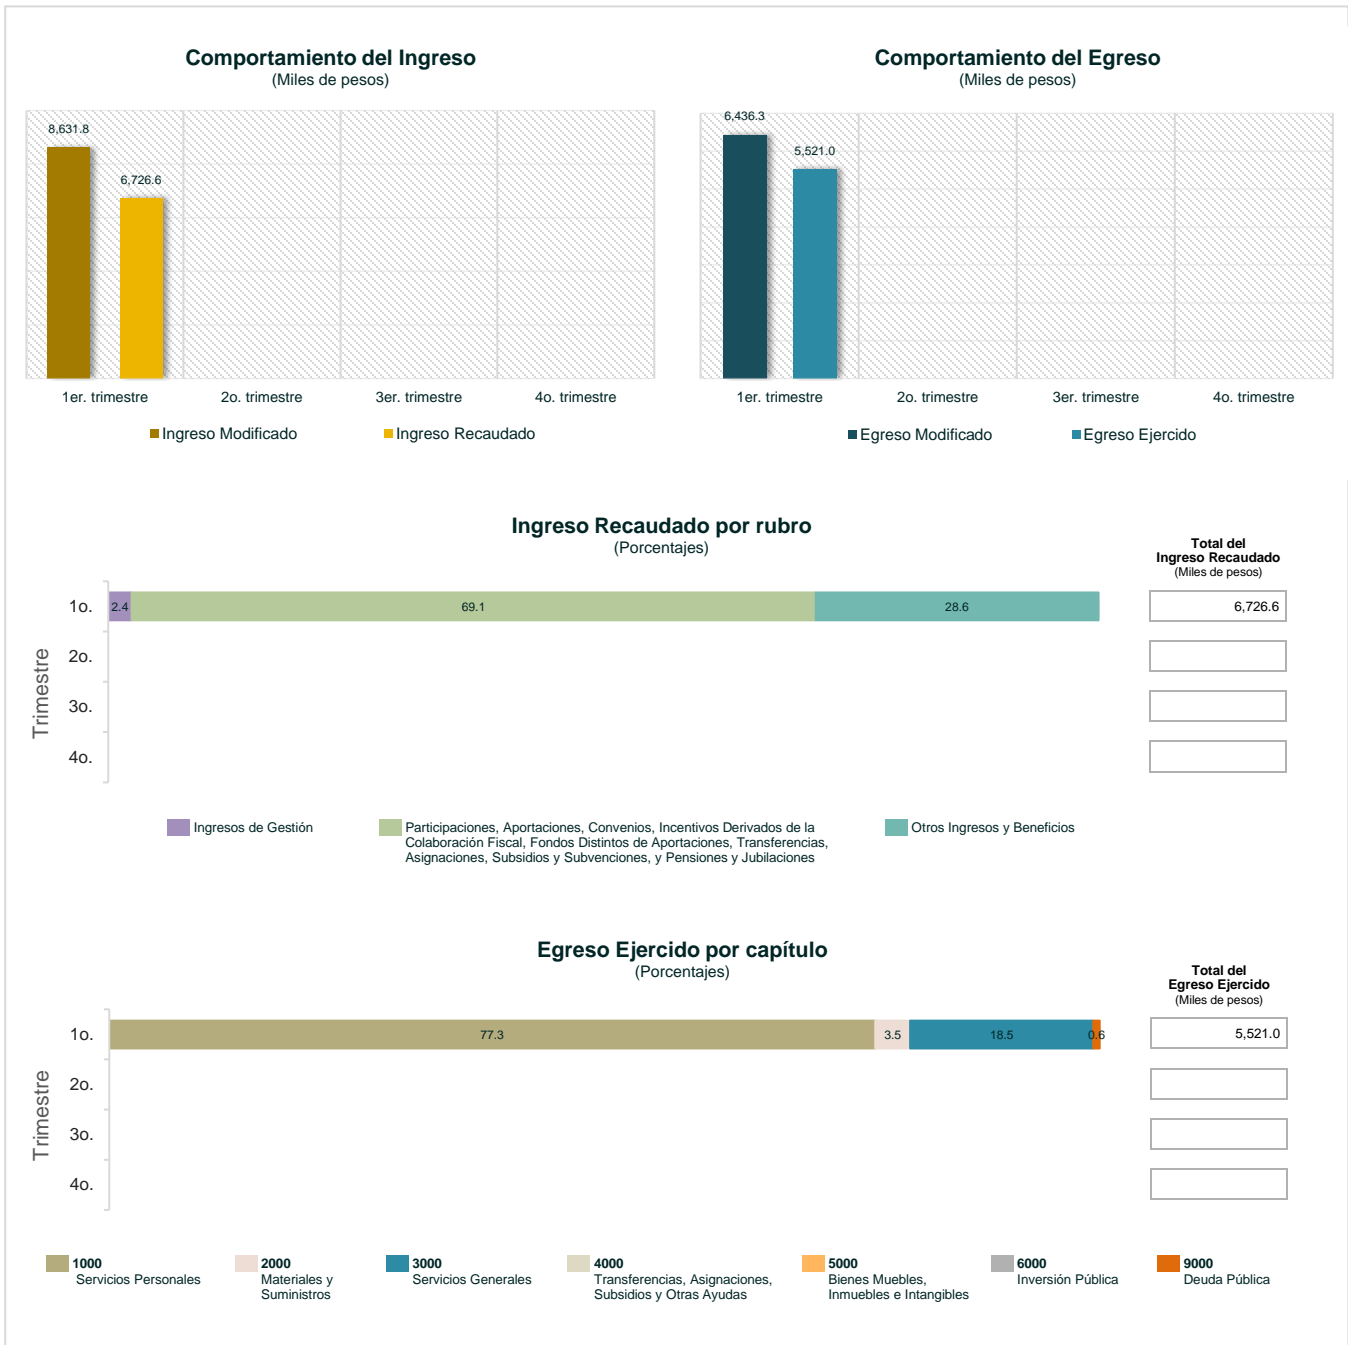 Comportamiento del Ingreso
(Miles de pesos)
8,631.8
6,726.6
1er. trimestre
2o. trimestre
3er. trimestre
4o. trimestre
Ingreso Modificado
Ingreso Recaudado
Comportamiento del Egreso
(Miles de pesos)
6,436.3
5,521.0
1er. trimestre
2o. trimestre
3er. trimestre
4o. trimestre
Egreso Modificado
Egreso Ejercido
Ingreso Recaudado por rubro
(Porcentajes)
Total del
Ingreso Recaudado
(Miles de pesos)
Trimestre
1o.
2.4
69.1
28.6
6,726.6
2o.
3o.
4o.
Ingresos de Gestión
Participaciones, Aportaciones, Convenios, Incentivos Derivados de la
Colaboración Fiscal, Fondos Distintos de Aportaciones, Transferencias,
Asignaciones, Subsidios y Subvenciones, y Pensiones y Jubilaciones
Otros Ingresos y Beneficios
Egreso Ejercido por capítulo
(Porcentajes)
Total del
Egreso Ejercido
(Miles de pesos)
Trimestre
1o.
77.3
3.5
18.5
0.6
5,521.0
2o.
3o.
4o.
1000
Servicios Personales
2000
Materiales y
Suministros
3000
Servicios Generales
4000
Transferencias, Asignaciones,
Subsidios y Otras Ayudas
5000
Bienes Muebles,
Inmuebles e Intangibles
6000
Inversión Pública
9000
Deuda Pública